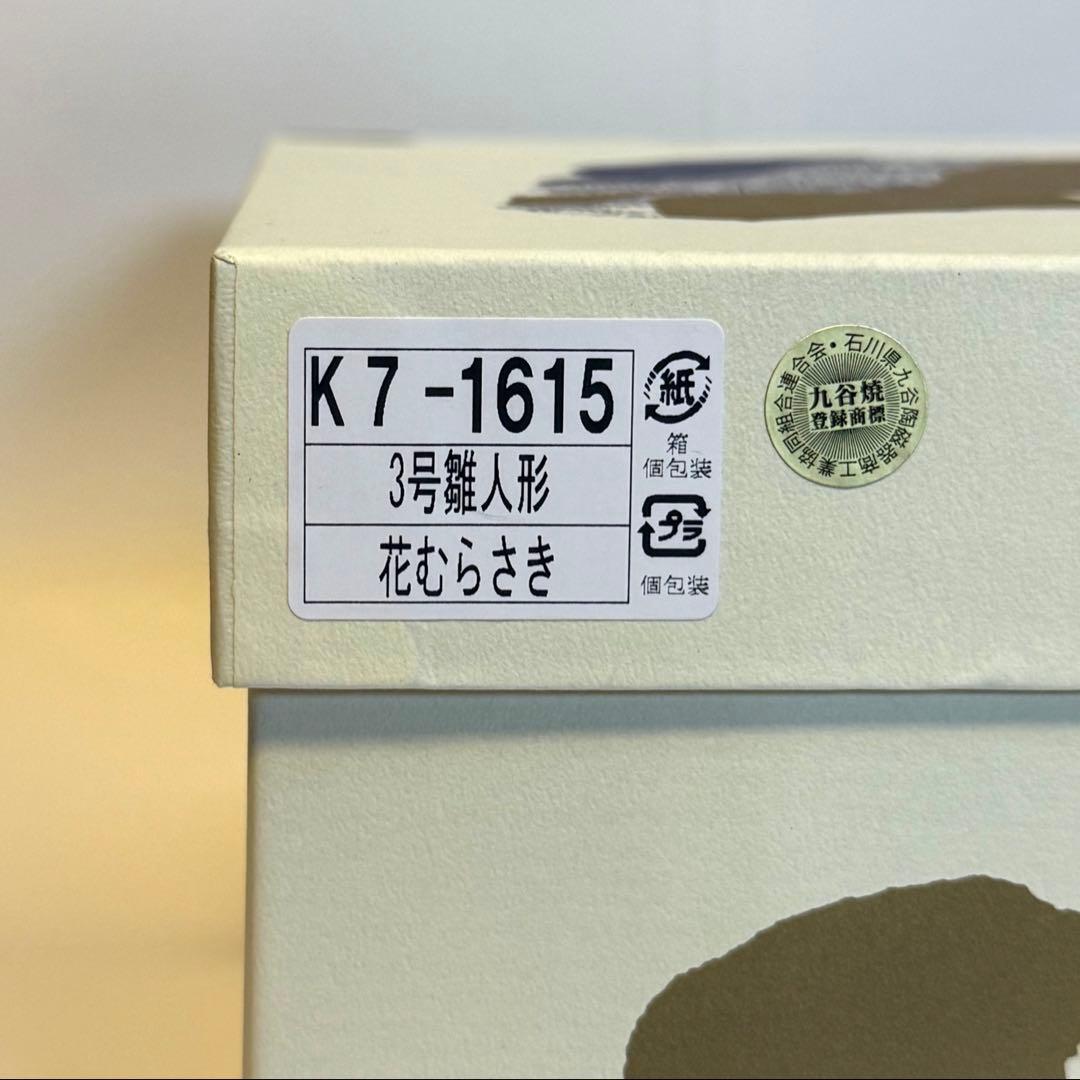 K7-1615
3号雛人形
花むらさき
紙
箱
個包装
プラ
個包装
石川県九谷陶磁器商工業協同組合連合会・
九谷焼
登録商標